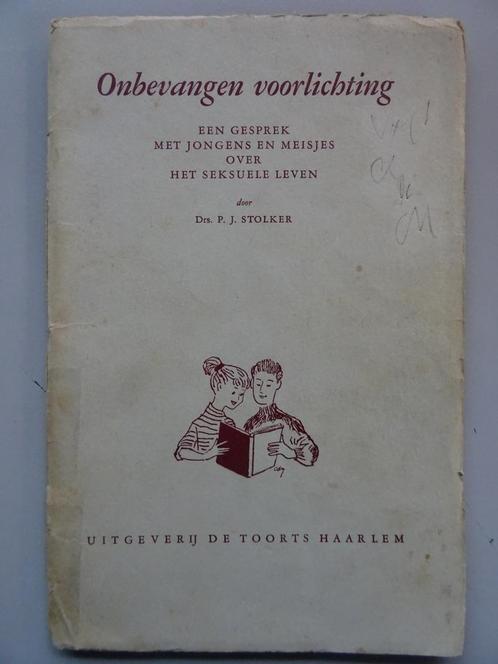 Onbevangen voorlichting
EEN GESPREK
MET JONGENS EN MEISJES
OVER
HET SEKSUELE LEVEN
door
Drs. P. J. STOLKER
UITGEVERIJ DE TOORTS HAARLEM